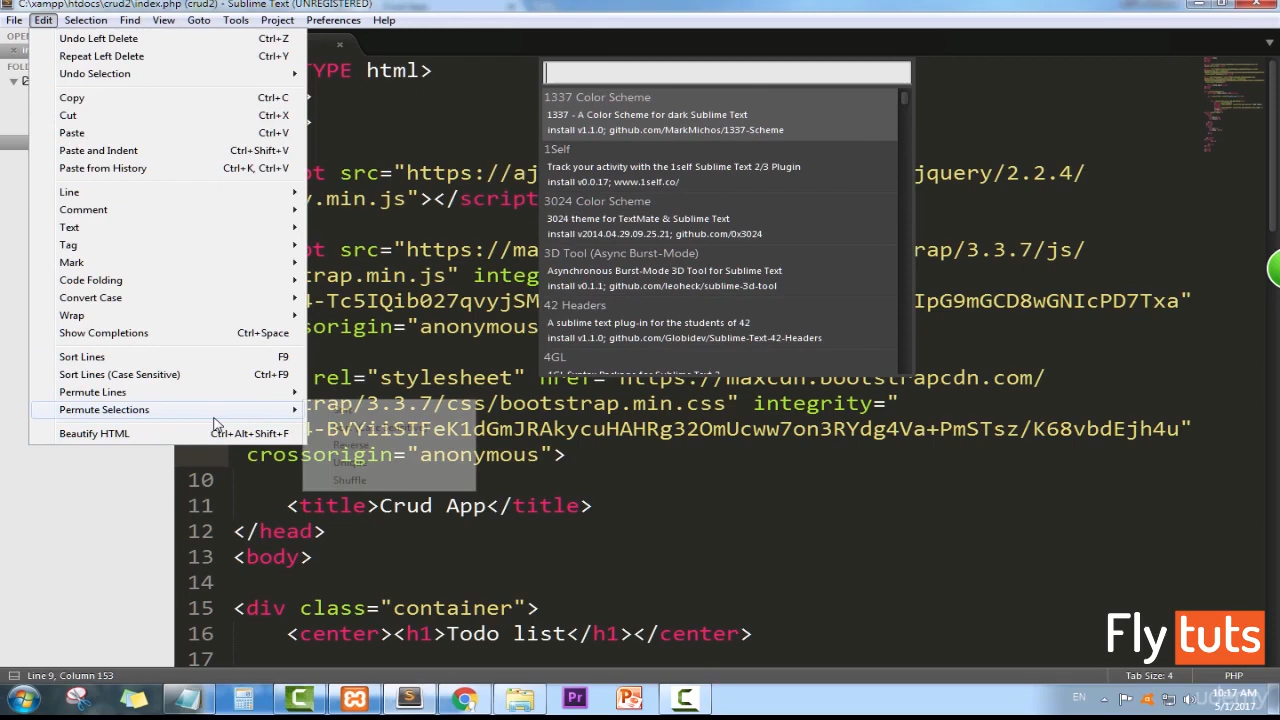 C:\xampp\htdocs\crud2\index.php (crud2) - Sublime Text (UNREGISTERED)
File Edit Selection Find View Goto Tools Project Preferences Help
Undo Left Delete Ctrl+Z
Repeat Left Delete Ctrl+Y
Undo Selection
Copy Ctrl+C
Cut Ctrl+X
Paste Ctrl+V
Paste and Indent Ctrl+Shift+V
Paste from History Ctrl+K, Ctrl+V
Line
Comment
Text
Tag
Mark
Code Folding
Convert Case
Wrap
Show Completions Ctrl+Space
Sort Lines F9
Sort Lines (Case Sensitive) Ctrl+F9
Permute Lines
Permute Selections
Beautify HTML Ctrl+Alt+Shift+F
Reverse
Unique
Shuffle
1337 Color Scheme
1337 - A Color Scheme for dark Sublime Text
install v1.1.0; github.com/MarkMichos/1337-Scheme
1Self
Track your activity with the 1self Sublime Text 2/3 Plugin
install v0.0.17; www.1self.co/
3024 Color Scheme
3024 theme for TextMate & Sublime Text
install v2014.04.29.09.25.21; github.com/0x3024
3D Tool (Async Burst-Mode)
Asynchronous Burst-Mode 3D Tool for Sublime Text
install v0.1.1; github.com/leoheck/sublime-3d-tool
42 Headers
A sublime text plug-in for the students of 42
install v1.1.0; github.com/Globidev/Sublime-Text-42-Headers
4GL
TYPE html>
pt src="https://aj jquery/2.2.4/
y.min.js"></script
pt src="https://ma rap/3.3.7/js/
strap.min.js" integ
4-Tc5IQib027qvyjSM IpG9mGCD8wGNIcPD7Txa"
sorigin="anonymous
rel="stylesheet" href="https://maxcdn.bootstrapcdn.com/
trap/3.3.7/css/bootstrap.min.css" integrity="
4-BVYiiSIFeK1dGmJRAkycuHAHRg32OmUcww7on3RYdg4Va+PmSTsz/K68vbdEjh4u"
crossorigin="anonymous">
10
11 <title>Crud App</title>
12 </head>
13 <body>
14
15 <div class="container">
16 <center><h1>Todo list</h1></center>
17
Fly tuts
Line 9, Column 153 Tab Size: 4 PHP
EN 10:17 AM
5/1/2017